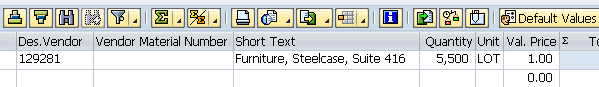 Default Values
Des.Vendor Vendor Material Number Short Text Quantity Unit Val. Price Σ To
129281 Furniture, Steelcase, Suite 416 5,500 LOT 1.00
0.00